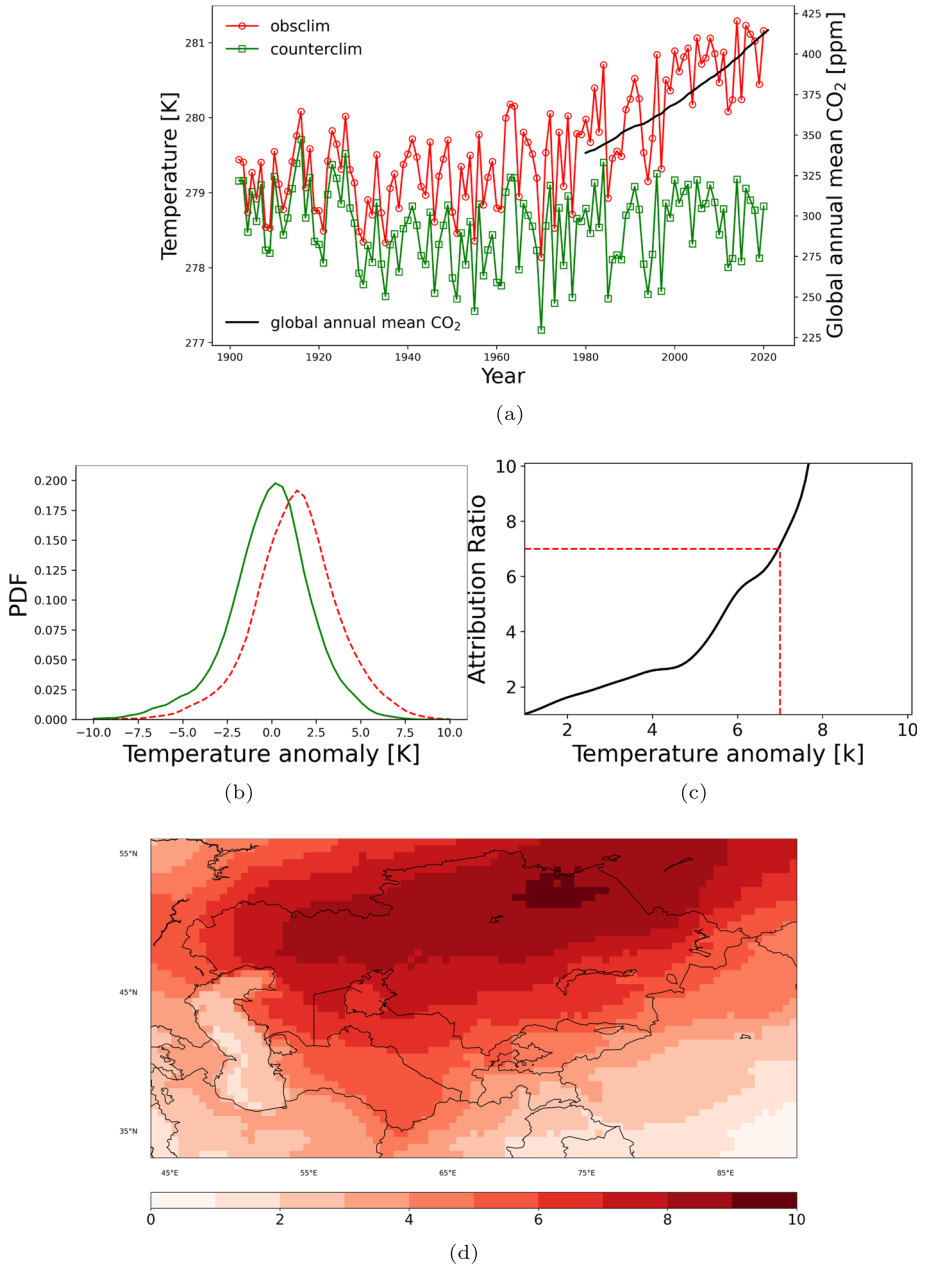 obsclim
counterclim
global annual mean CO₂
Temperature [K]
281
280
279
278
277
Global annual mean CO₂ [ppm]
425
400
375
350
325
300
275
250
225
1900 1920 1940 1960 1980 2000 2020
Year
(a)
PDF
0.200
0.175
0.150
0.125
0.100
0.075
0.050
0.025
0.000
−10.0 −7.5 −5.0 −2.5 0.0 2.5 5.0 7.5 10.0
Temperature anomaly [K]
(b)
Attribution Ratio
10
8
6
4
2
2 4 6 8 10
Temperature anomaly [k]
(c)
55°N
45°N
35°N
45°E 55°E 65°E 75°E 85°E
0 2 4 6 8 10
(d)